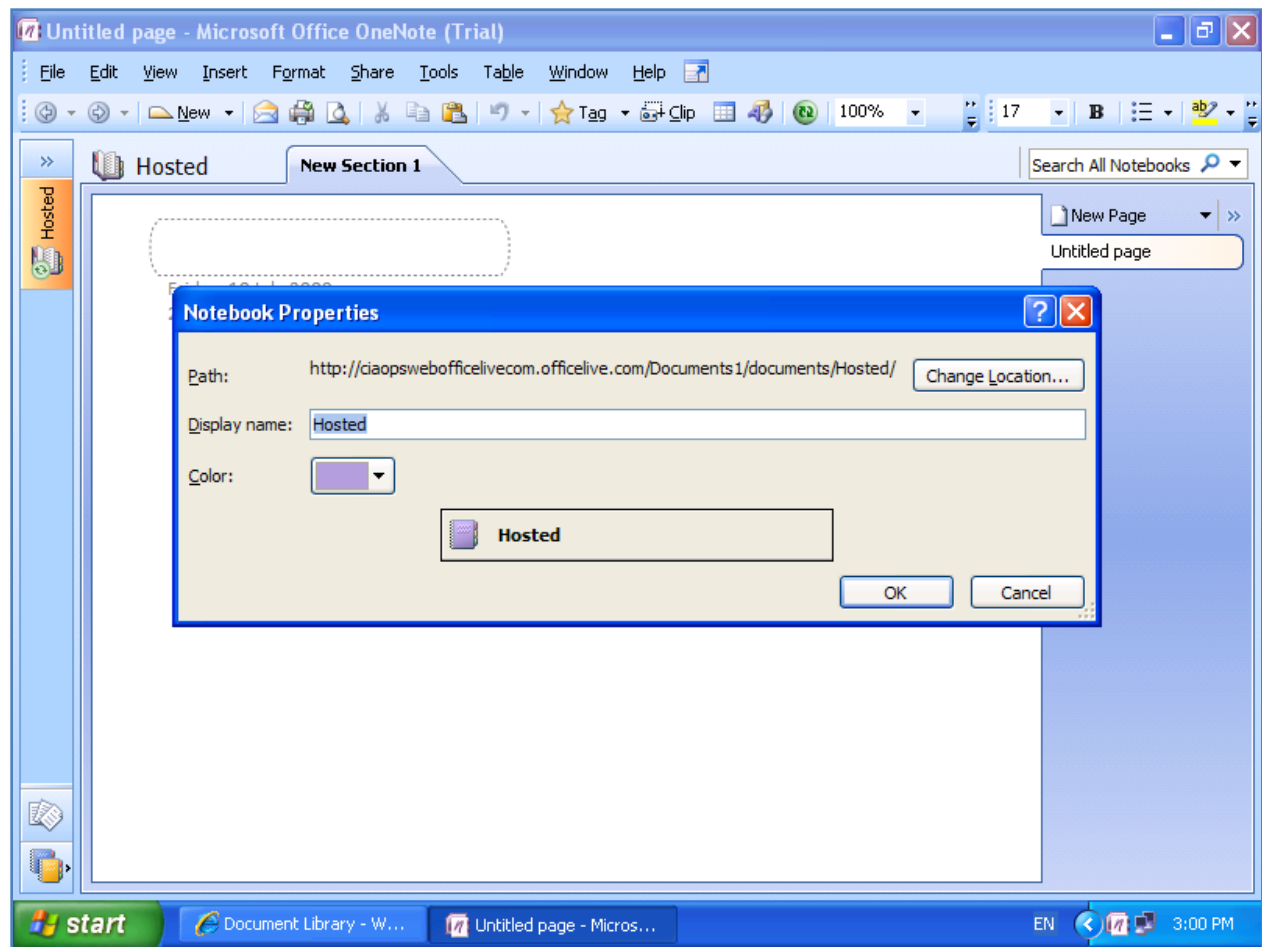 Untitled page - Microsoft Office OneNote (Trial)
File Edit View Insert Format Share Tools Table Window Help
New Tag Clip 100% 17 B ab
Hosted New Section 1 Search All Notebooks
Hosted
New Page
Untitled page
Notebook Properties
Path: http://ciaopswebofficelivecom.officelive.com/Documents1/documents/Hosted/ Change Location...
Display name: Hosted
Color:
Hosted
OK Cancel
start Document Library - W... Untitled page - Micros... EN 3:00 PM